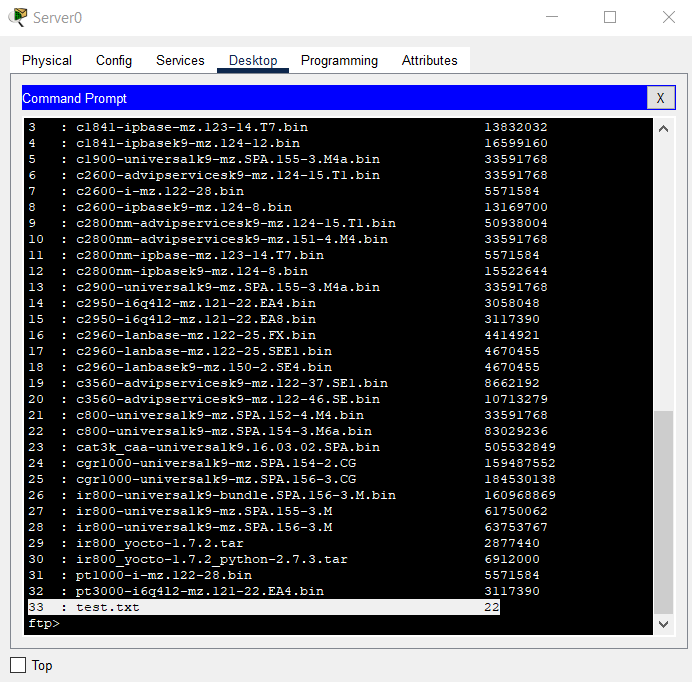 Server0
Physical Config Services Desktop Programming Attributes
Command Prompt X
3 : c1841-ipbase-mz.123-14.T7.bin 13832032
4 : c1841-ipbasek9-mz.124-12.bin 16599160
5 : c1900-universalk9-mz.SPA.155-3.M4a.bin 33591768
6 : c2600-advipservicesk9-mz.124-15.T1.bin 33591768
7 : c2600-i-mz.122-28.bin 5571584
8 : c2600-ipbasek9-mz.124-8.bin 13169700
9 : c2800nm-advipservicesk9-mz.124-15.T1.bin 50938004
10 : c2800nm-advipservicesk9-mz.151-4.M4.bin 33591768
11 : c2800nm-ipbase-mz.123-14.T7.bin 5571584
12 : c2800nm-ipbasek9-mz.124-8.bin 15522644
13 : c2900-universalk9-mz.SPA.155-3.M4a.bin 33591768
14 : c2950-i6q4l2-mz.121-22.EA4.bin 3058048
15 : c2950-i6q4l2-mz.121-22.EA8.bin 3117390
16 : c2960-lanbase-mz.122-25.FX.bin 4414921
17 : c2960-lanbase-mz.122-25.SEE1.bin 4670455
18 : c2960-lanbasek9-mz.150-2.SE4.bin 4670455
19 : c3560-advipservicesk9-mz.122-37.SE1.bin 8662192
20 : c3560-advipservicesk9-mz.122-46.SE.bin 10713279
21 : c800-universalk9-mz.SPA.152-4.M4.bin 33591768
22 : c800-universalk9-mz.SPA.154-3.M6a.bin 83029236
23 : cat3k_caa-universalk9.16.03.02.SPA.bin 505532849
24 : cgr1000-universalk9-mz.SPA.154-2.CG 159487552
25 : cgr1000-universalk9-mz.SPA.156-3.CG 184530138
26 : ir800-universalk9-bundle.SPA.156-3.M.bin 160968869
27 : ir800-universalk9-mz.SPA.155-3.M 61750062
28 : ir800-universalk9-mz.SPA.156-3.M 63753767
29 : ir800_yocto-1.7.2.tar 2877440
30 : ir800_yocto-1.7.2_python-2.7.3.tar 6912000
31 : pt1000-i-mz.122-28.bin 5571584
32 : pt3000-i6q4l2-mz.121-22.EA4.bin 3117390
33 : test.txt 22
ftp>
Top